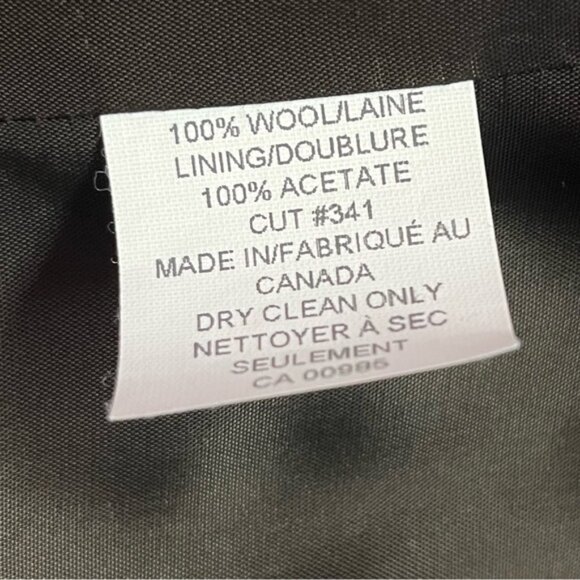 100% WOOL/LAINE
LINING/DOUBLURE
100% ACETATE
CUT #341
MADE IN/FABRIQUÉ AU
CANADA
DRY CLEAN ONLY
NETTOYER À SEC
SEULEMENT
CA 00985